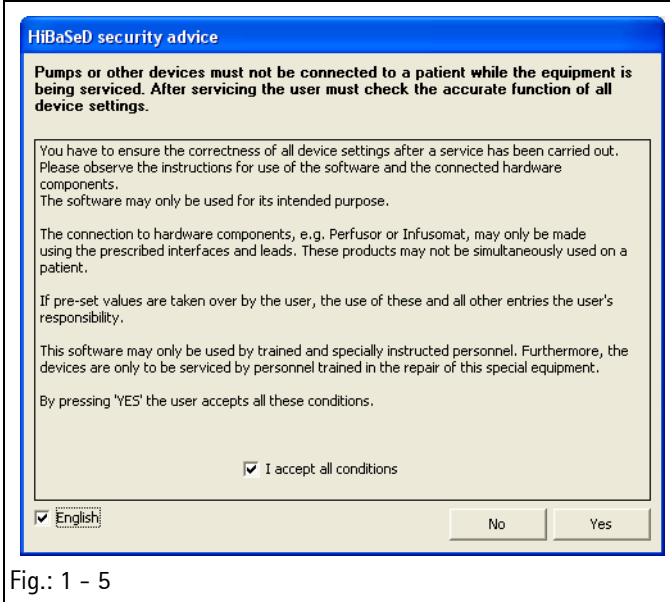 HiBaSeD security advice
Pumps or other devices must not be connected to a patient while the equipment is
being serviced. After servicing the user must check the accurate function of all
device settings.
You have to ensure the correctness of all device settings after a service has been carried out.
Please observe the instructions for use of the software and the connected hardware
components.
The software may only be used for its intended purpose.
The connection to hardware components, e.g. Perfusor or Infusomat, may only be made
using the prescribed interfaces and leads. These products may not be simultaneously used on a
patient.
If pre-set values are taken over by the user, the use of these and all other entries the user's
responsibility.
This software may only be used by trained and specially instructed personnel. Furthermore, the
devices are only to be serviced by personnel trained in the repair of this special equipment.
By pressing 'YES' the user accepts all these conditions.
I accept all conditions
English
No
Yes
Fig.: 1 - 5